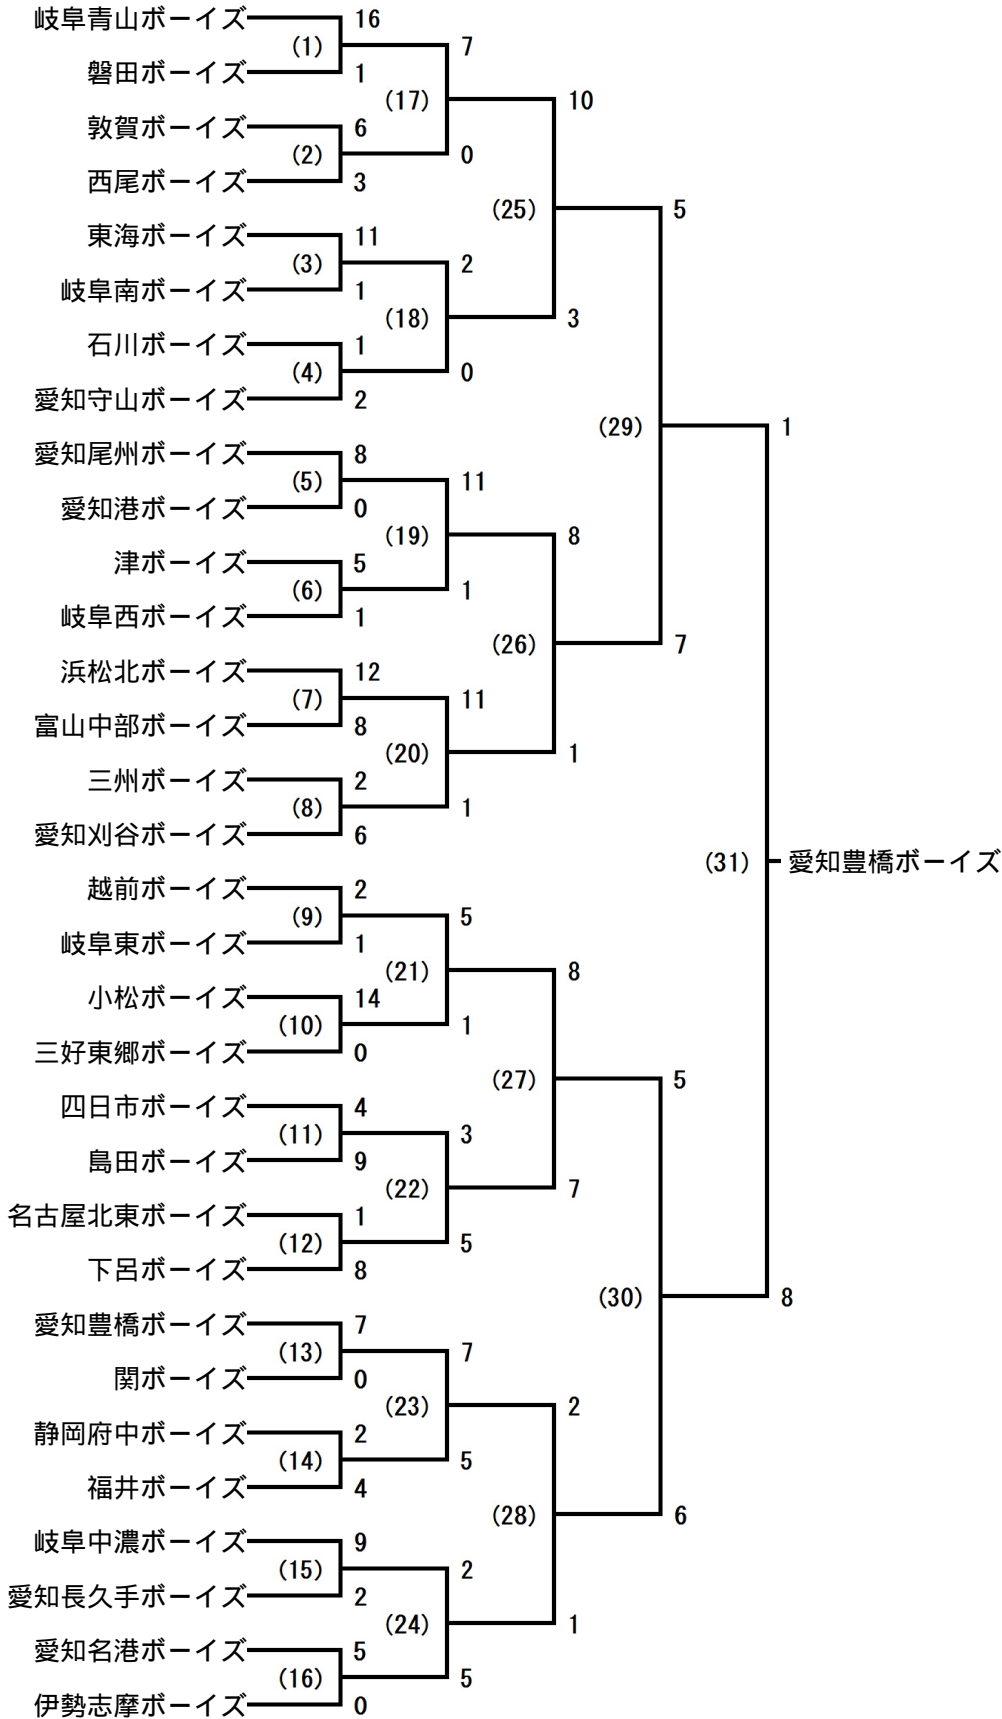 岐阜青山ボーイズ 16
(1) 7
磐田ボーイズ 1
(17) 10
敦賀ボーイズ 6
(2) 0
西尾ボーイズ 3
(25) 5
東海ボーイズ 11
(3) 2
岐阜南ボーイズ 1
(18) 3
石川ボーイズ 1
(4) 0
愛知守山ボーイズ 2
(29) 1
愛知尾州ボーイズ 8
(5) 11
愛知港ボーイズ 0
(19) 8
津ボーイズ 5
(6) 1
岐阜西ボーイズ 1
(26) 7
浜松北ボーイズ 12
(7) 11
富山中部ボーイズ 8
(20) 1
三州ボーイズ 2
(8) 1
愛知刈谷ボーイズ 6
(31) 愛知豊橋ボーイズ
越前ボーイズ 2
(9) 5
岐阜東ボーイズ 1
(21) 8
小松ボーイズ 14
(10) 1
三好東郷ボーイズ 0
(27) 5
四日市ボーイズ 4
(11) 3
島田ボーイズ 9
(22) 7
名古屋北東ボーイズ 1
(12) 5
下呂ボーイズ 8
(30) 8
愛知豊橋ボーイズ 7
(13) 7
関ボーイズ 0
(23) 2
静岡府中ボーイズ 2
(14) 5
福井ボーイズ 4
(28) 6
岐阜中濃ボーイズ 9
(15) 2
愛知長久手ボーイズ 2
(24) 1
愛知名港ボーイズ 5
(16) 5
伊勢志摩ボーイズ 0